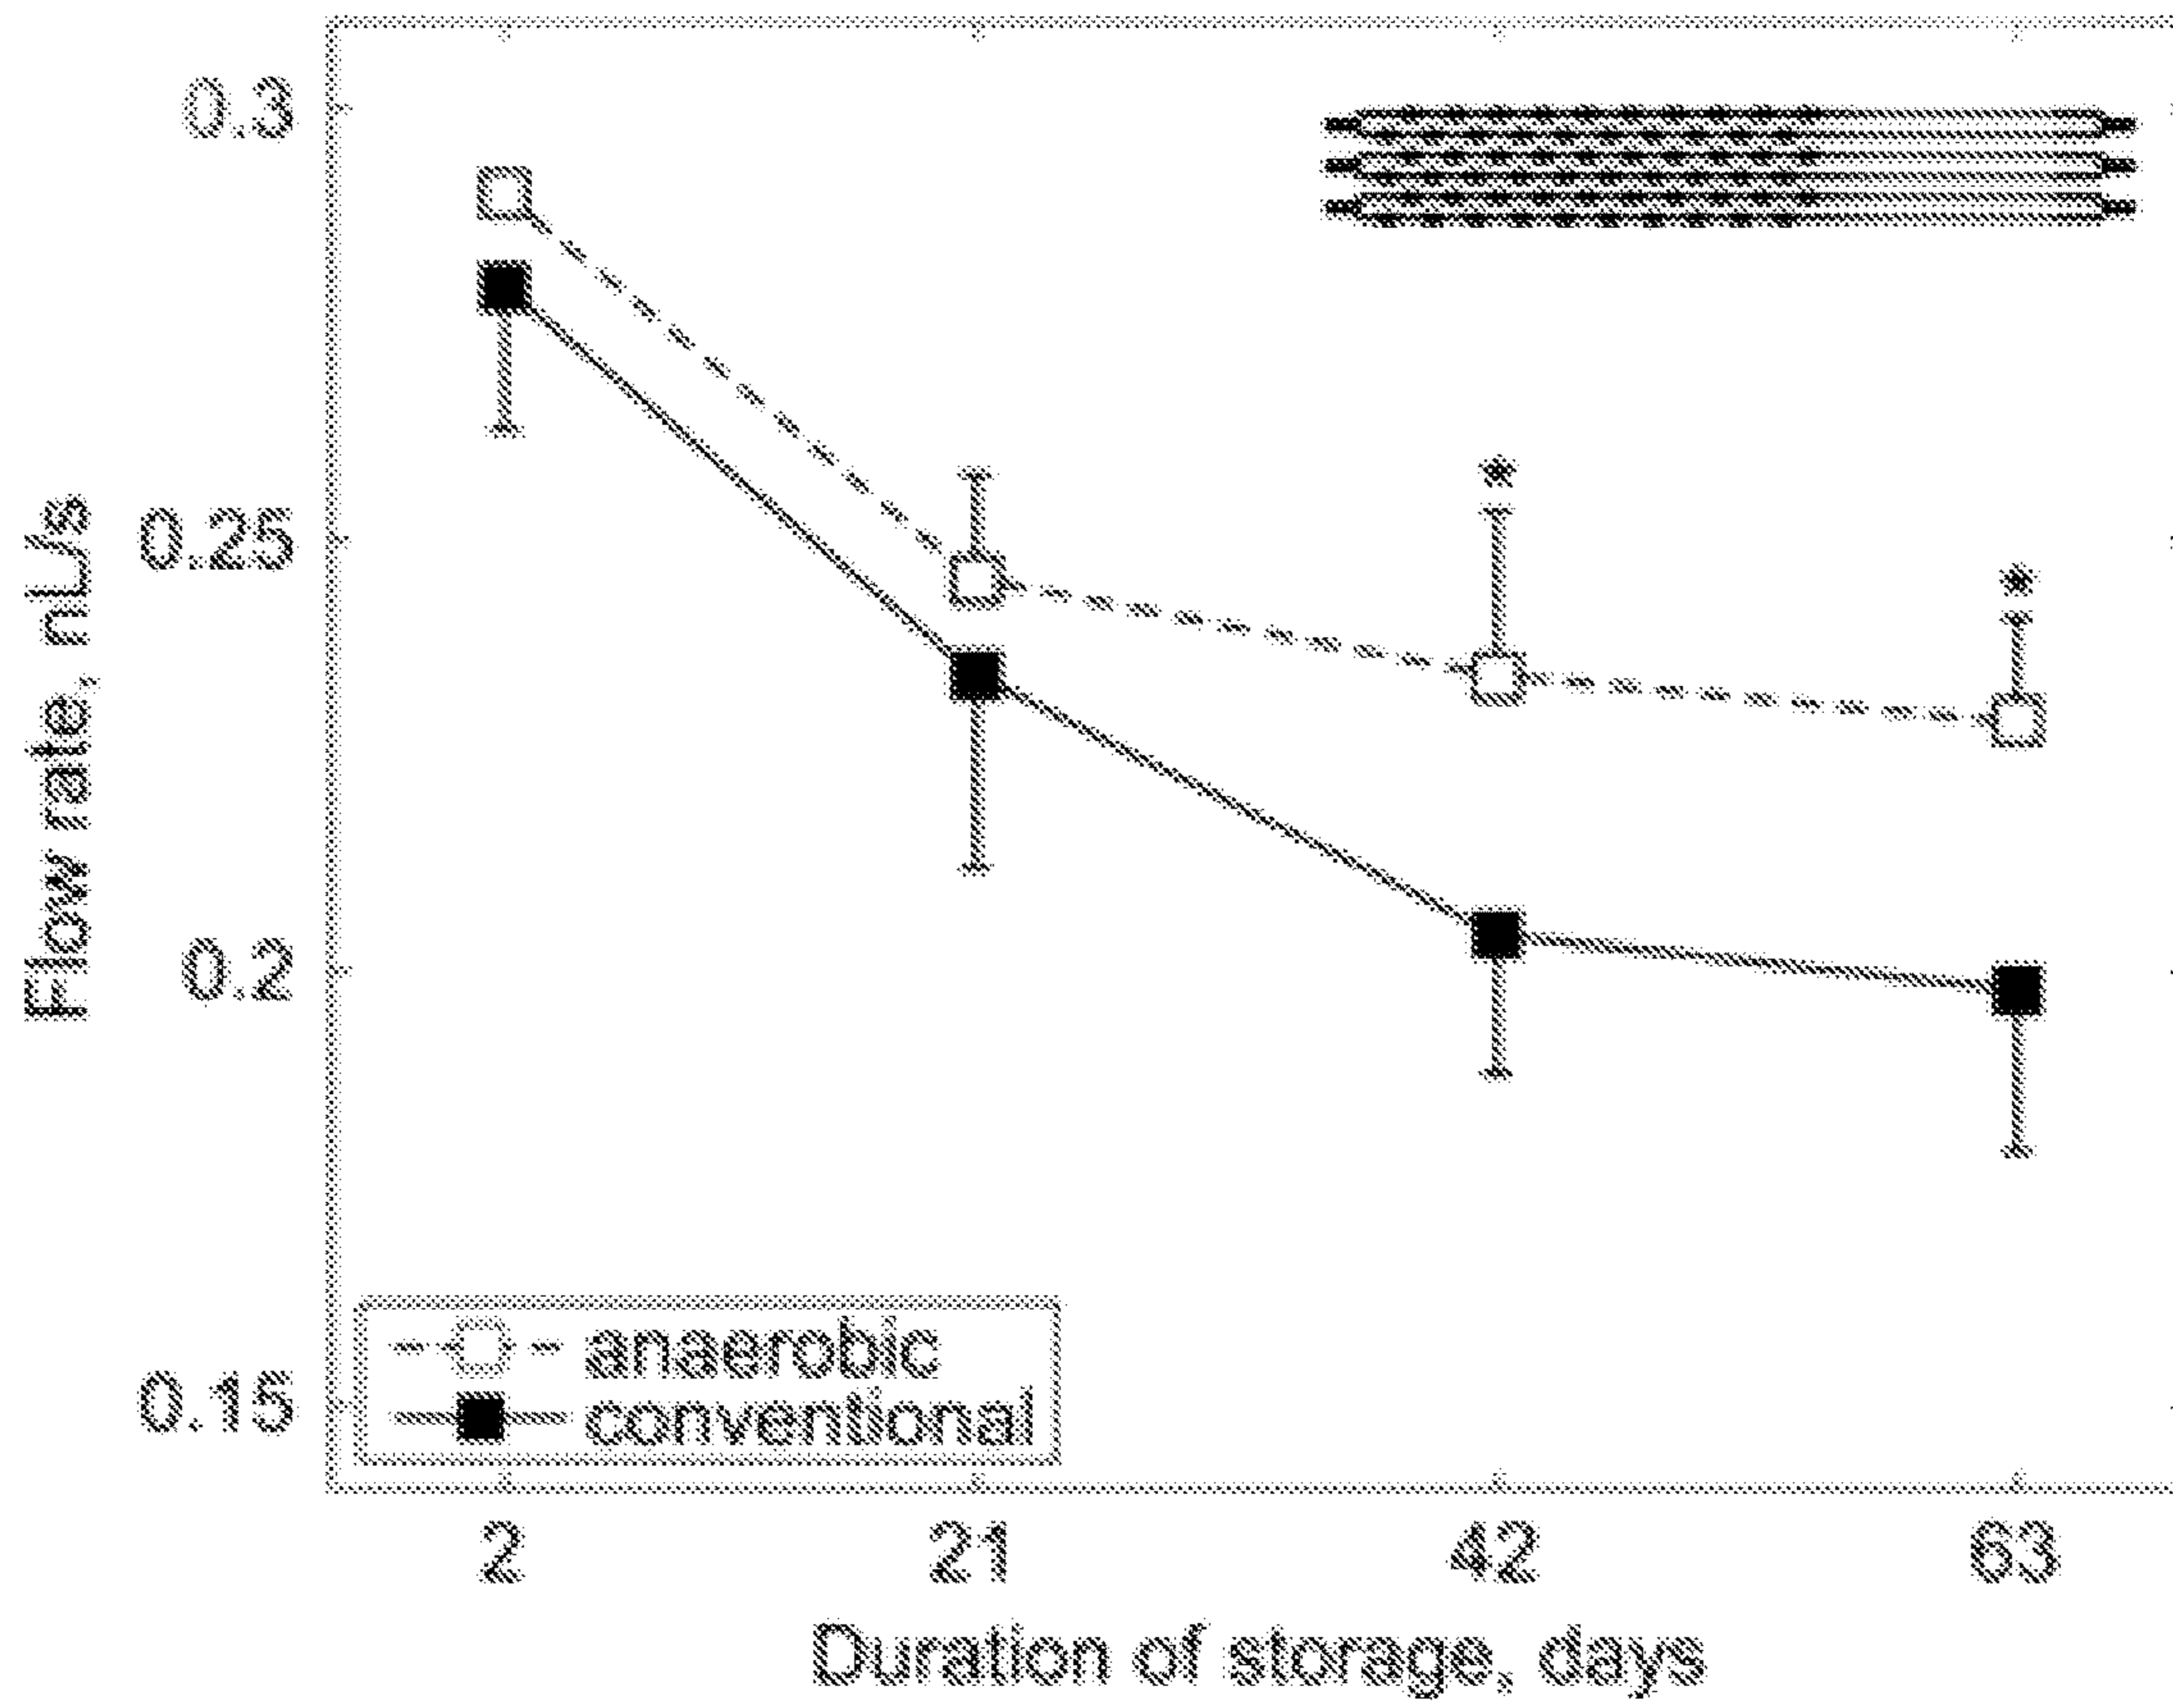 0.3
0.25
0.2
0.15
Flow rate, nL/s
*
*
anaerobic
conventional
2 21 42 63
Duration of storage, days